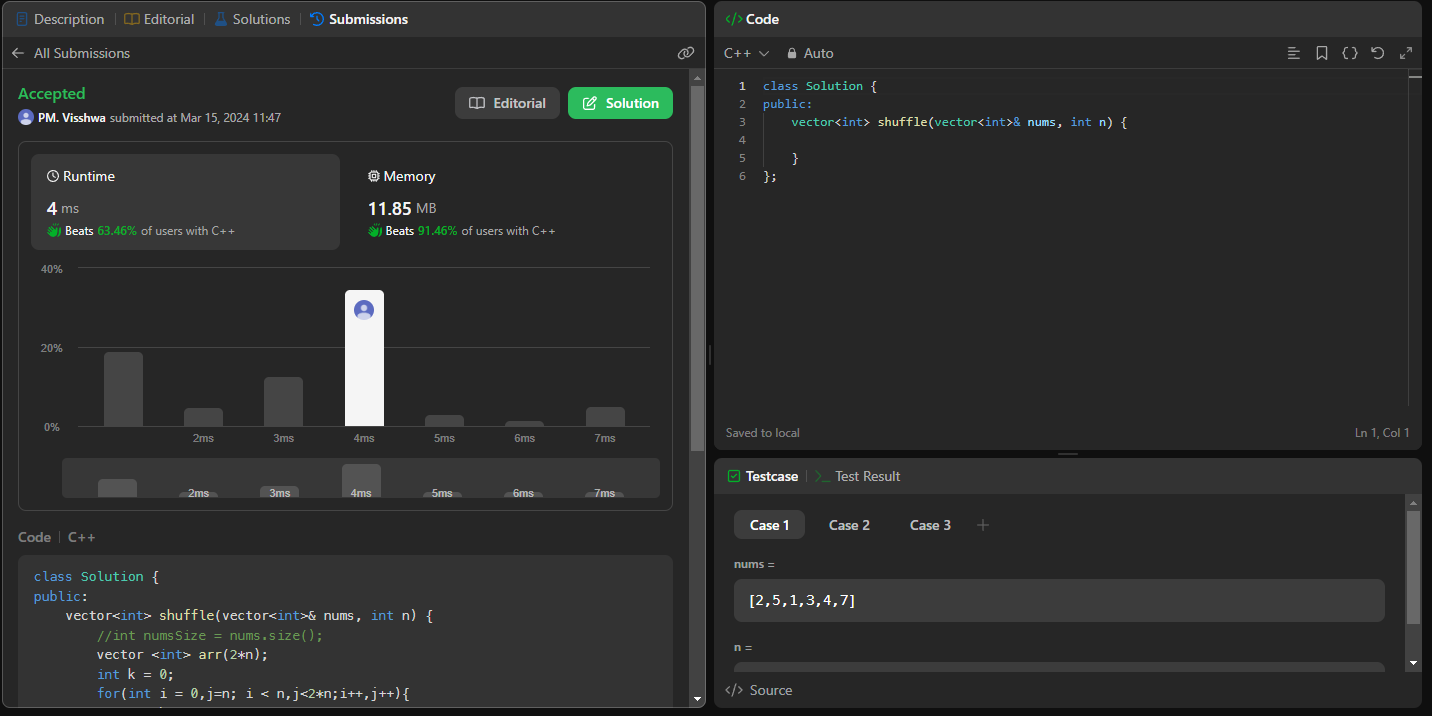 Description | Editorial | Solutions | Submissions
All Submissions
Accepted
PM. Visshwa submitted at Mar 15, 2024 11:47
Editorial
Solution
Runtime
4 ms
Beats 63.46% of users with C++
Memory
11.85 MB
Beats 91.46% of users with C++
40%
20%
0%
2ms 3ms 4ms 5ms 6ms 7ms
2ms 3ms 4ms 5ms 6ms 7ms
Code | C++
class Solution {
public:
    vector<int> shuffle(vector<int>& nums, int n) {
        //int numsSize = nums.size();
        vector <int> arr(2*n);
        int k = 0;
        for(int i = 0,j=n; i < n,j<2*n;i++,j++){
</> Code
C++ Auto
1 class Solution {
2 public:
3     vector<int> shuffle(vector<int>& nums, int n) {
4
5     }
6 };
Saved to local
Ln 1, Col 1
Testcase | >_ Test Result
Case 1 Case 2 Case 3 +
nums =
[2,5,1,3,4,7]
n =
</> Source